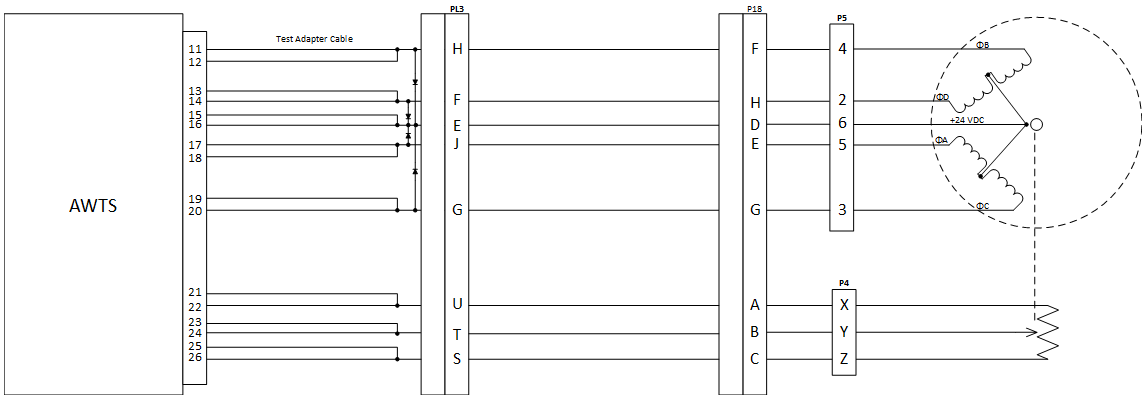 PL3
P18
P5
Test Adapter Cable
11
12
13
14
15
16
17
18
19
20
21
22
23
24
25
26
AWTS
H
F
E
J
G
U
T
S
F
H
D
E
G
A
B
C
4
2
6
5
3
P4
X
Y
Z
ΦB
ΦD
+24 VDC
ΦA
ΦC